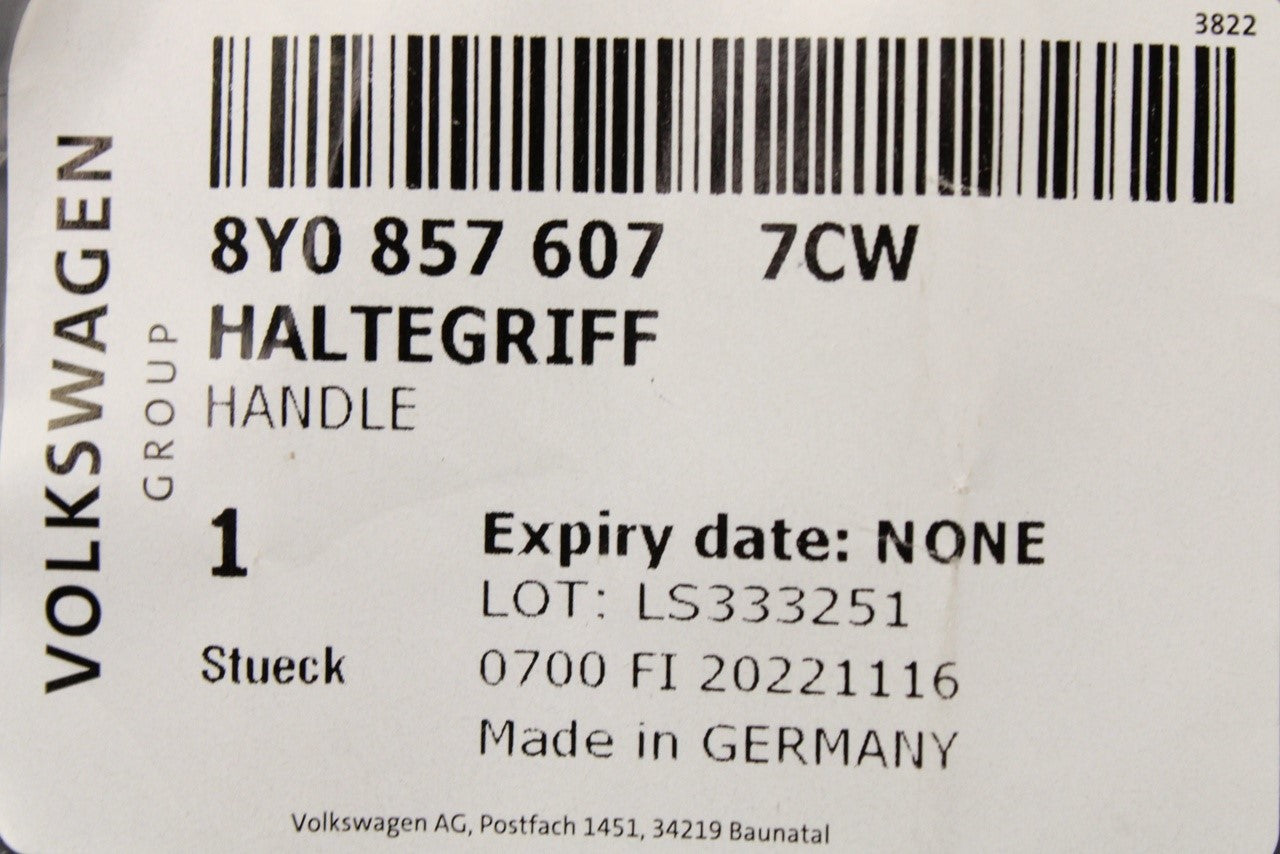 3822
VOLKSWAGEN
GROUP
8Y0 857 607 7CW
HALTEGRIFF
HANDLE
1
Expiry date: NONE
LOT: LS333251
Stueck
0700 FI 20221116
Made in GERMANY
Volkswagen AG, Postfach 1451, 34219 Baunatal